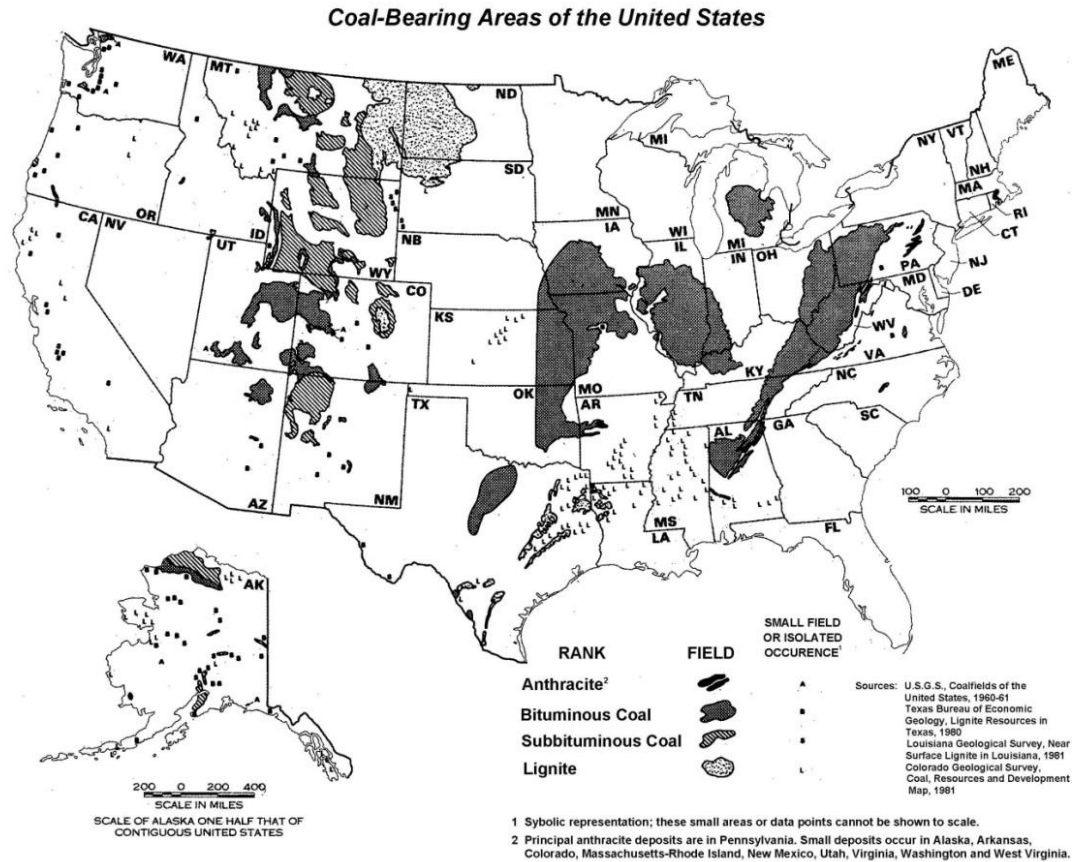 Coal-Bearing Areas of the United States
WA
MT
ND
ME
MI
NY
VT
NH
MA
RI
CT
OR
ID
SD
MN
WI
CA
NV
UT
WY
NB
IA
IL
MI
IN
OH
PA
NJ
MD
DE
CO
KS
MO
KY
WV
VA
NC
TN
SC
AZ
NM
TX
OK
AR
MS
LA
AL
GA
FL
AK
100 0 100 200
SCALE IN MILES
200 0 200 400
SCALE IN MILES
SCALE OF ALASKA ONE HALF THAT OF
CONTIGUOUS UNITED STATES
RANK
FIELD
SMALL FIELD
OR ISOLATED
OCCURENCE¹
Anthracite²
A
Bituminous Coal
Subbituminous Coal
Lignite
L
Sources: U.S.G.S., Coalfields of the
United States, 1960-61
Texas Bureau of Economic
Geology, Lignite Resources in
Texas, 1980
Louisiana Geological Survey, Near
Surface Lignite in Louisiana, 1981
Colorado Geological Survey,
Coal, Resources and Development
Map, 1981
1 Sybolic representation; these small areas or data points cannot be shown to scale.
2 Principal anthracite deposits are in Pennsylvania. Small deposits occur in Alaska, Arkansas,
Colorado, Massachusetts-Rhode Island, New Mexico, Utah, Virginia, Washington and West Virginia.